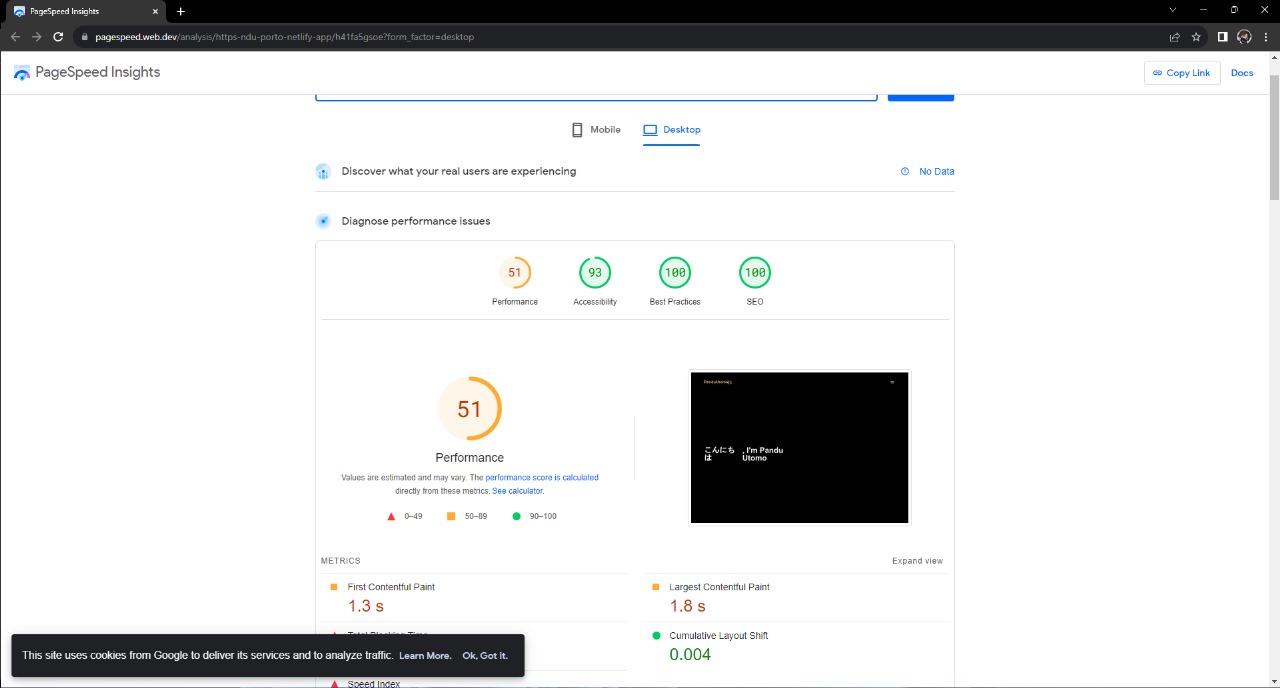 PageSpeed Insights
pagespeed.web.dev/analysis/https-ndu-porto-netlify-app/h41fa5gsoe?form_factor=desktop
PageSpeed Insights
Copy Link
Docs
Mobile
Desktop
Discover what your real users are experiencing
No Data
Diagnose performance issues
51
93
100
100
Performance
Accessibility
Best Practices
SEO
51
Performance
Values are estimated and may vary. The performance score is calculated
directly from these metrics. See calculator.
0–49
50–89
90–100
こんにち
は
, I'm Pandu
Utomo
METRICS
Expand view
First Contentful Paint
1.3 s
Largest Contentful Paint
1.8 s
Total Blocking Time
Cumulative Layout Shift
0.004
Speed Index
This site uses cookies from Google to deliver its services and to analyze traffic. Learn More. Ok, Got it.